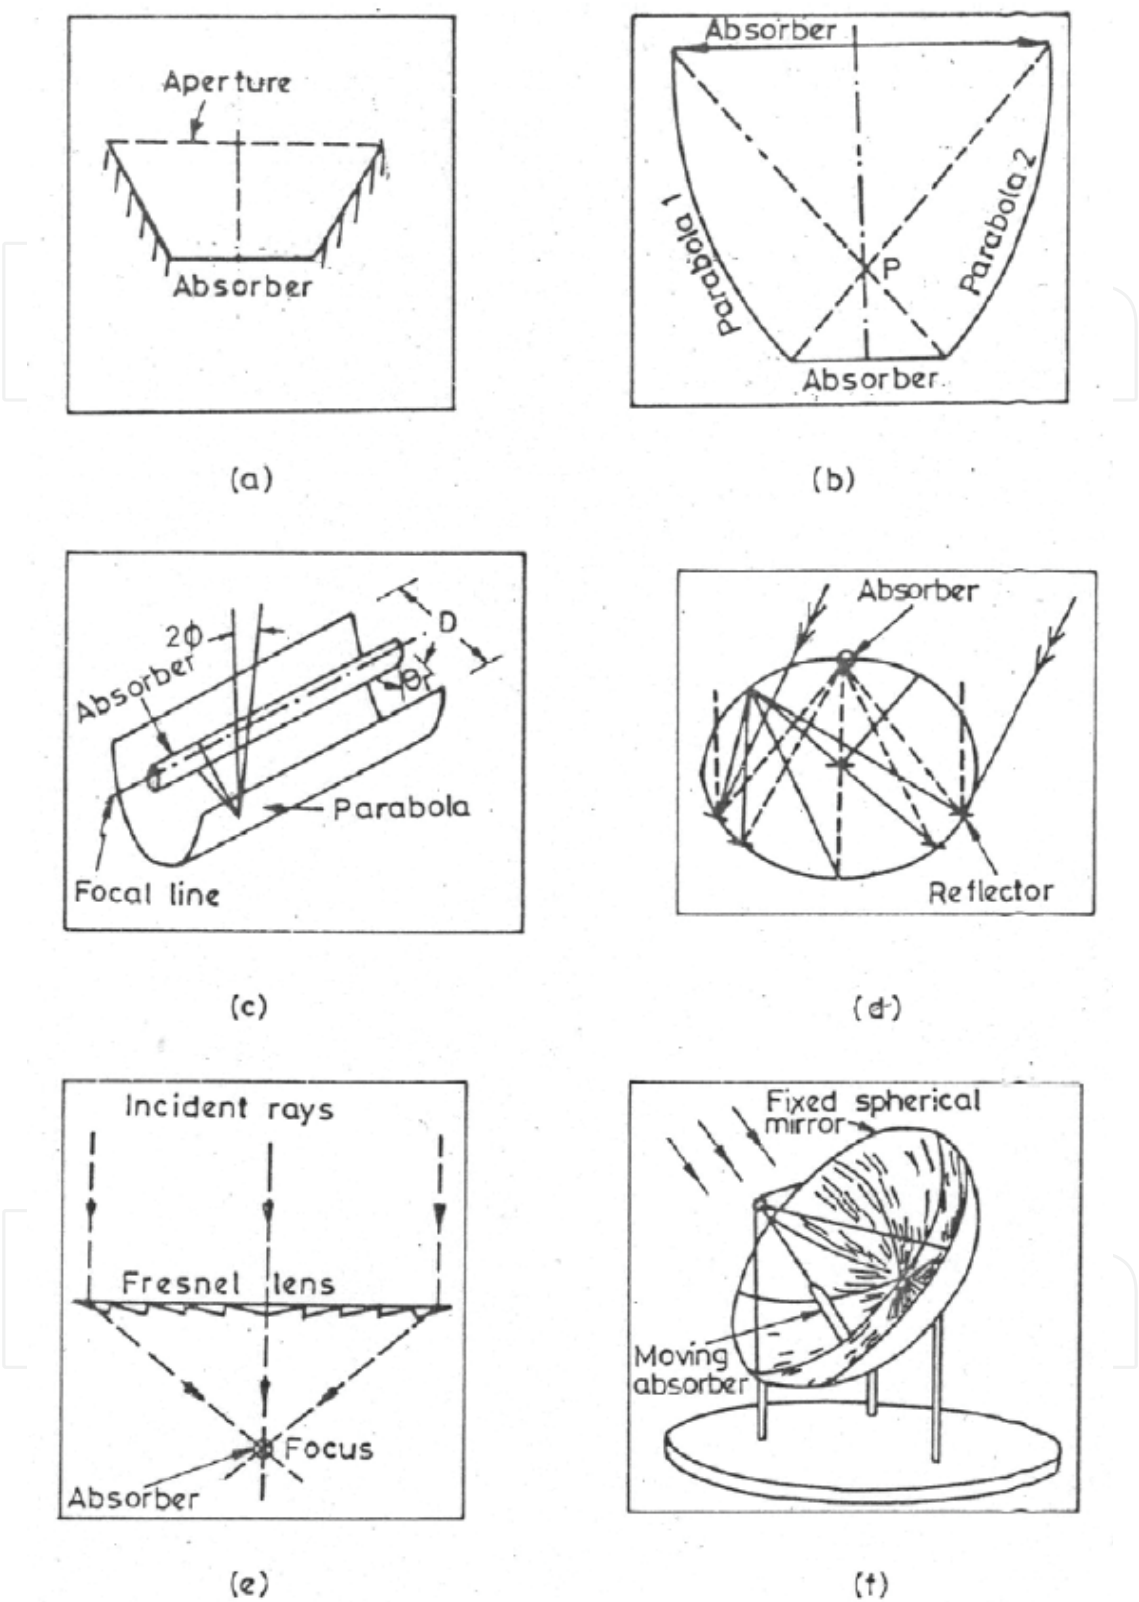 Aperture
Absorber
(a)
Absorber
Parabola 1
Parabola 2
P
Absorber
(b)
2ϕ
D
Absorber
θ
Parabola
Focal line
(c)
Absorber
Reflector
(d)
Incident rays
Fresnel lens
Focus
Absorber
(e)
Fixed spherical
mirror
Moving
absorber
(f)